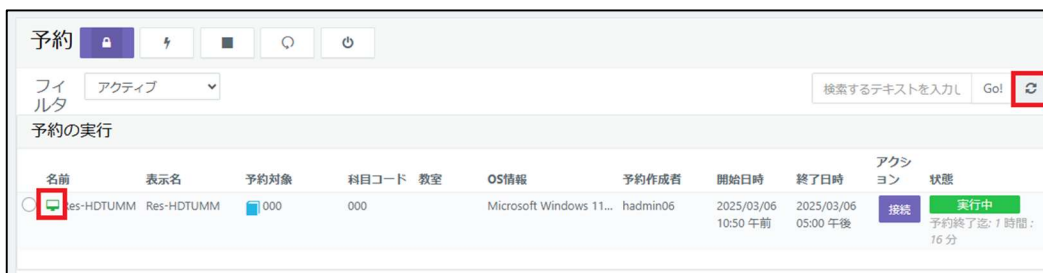 予約
フィルタ
アクティブ
検索するテキストを入力し Go!
予約の実行
名前 表示名 予約対象 科目コード 教室 OS情報 予約作成者 開始日時 終了日時 アクション 状態
es-HDTUMM Res-HDTUMM 000 000 Microsoft Windows 11... hadmin06 2025/03/06 10:50 午前 2025/03/06 05:00 午後 接続 実行中
予約終了迄: 1 時間 : 16 分